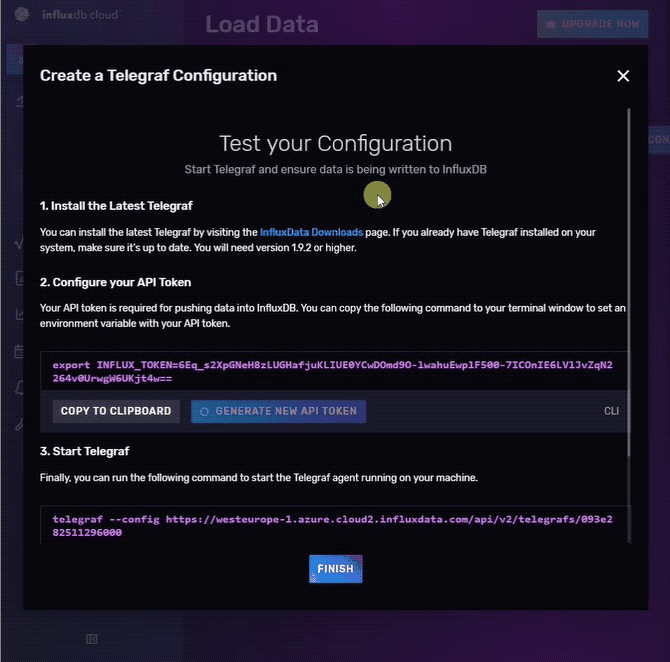 influxdb cloud
Load Data
UPGRADE NOW
Create a Telegraf Configuration
CON
Test your Configuration
Start Telegraf and ensure data is being written to InfluxDB
1. Install the Latest Telegraf
You can install the latest Telegraf by visiting the InfluxData Downloads page. If you already have Telegraf installed on your
system, make sure it's up to date. You will need version 1.9.2 or higher.
2. Configure your API Token
Your API token is required for pushing data into InfluxDB. You can copy the following command to your terminal window to set an
environment variable with your API token.
export INFLUX_TOKEN=6Eq_s2XpGNeH8zLUGHafjuKLIUE0YCwDOmd9O-lwahuEwplF500-7ICOnIE6LVlJvZqN2
264v0UrwgW6UKjt4w==
COPY TO CLIPBOARD
GENERATE NEW API TOKEN
CLI
3. Start Telegraf
Finally, you can run the following command to start the Telegraf agent running on your machine.
telegraf --config https://westeurope-1.azure.cloud2.influxdata.com/api/v2/telegrafs/093e2
82511296000
FINISH